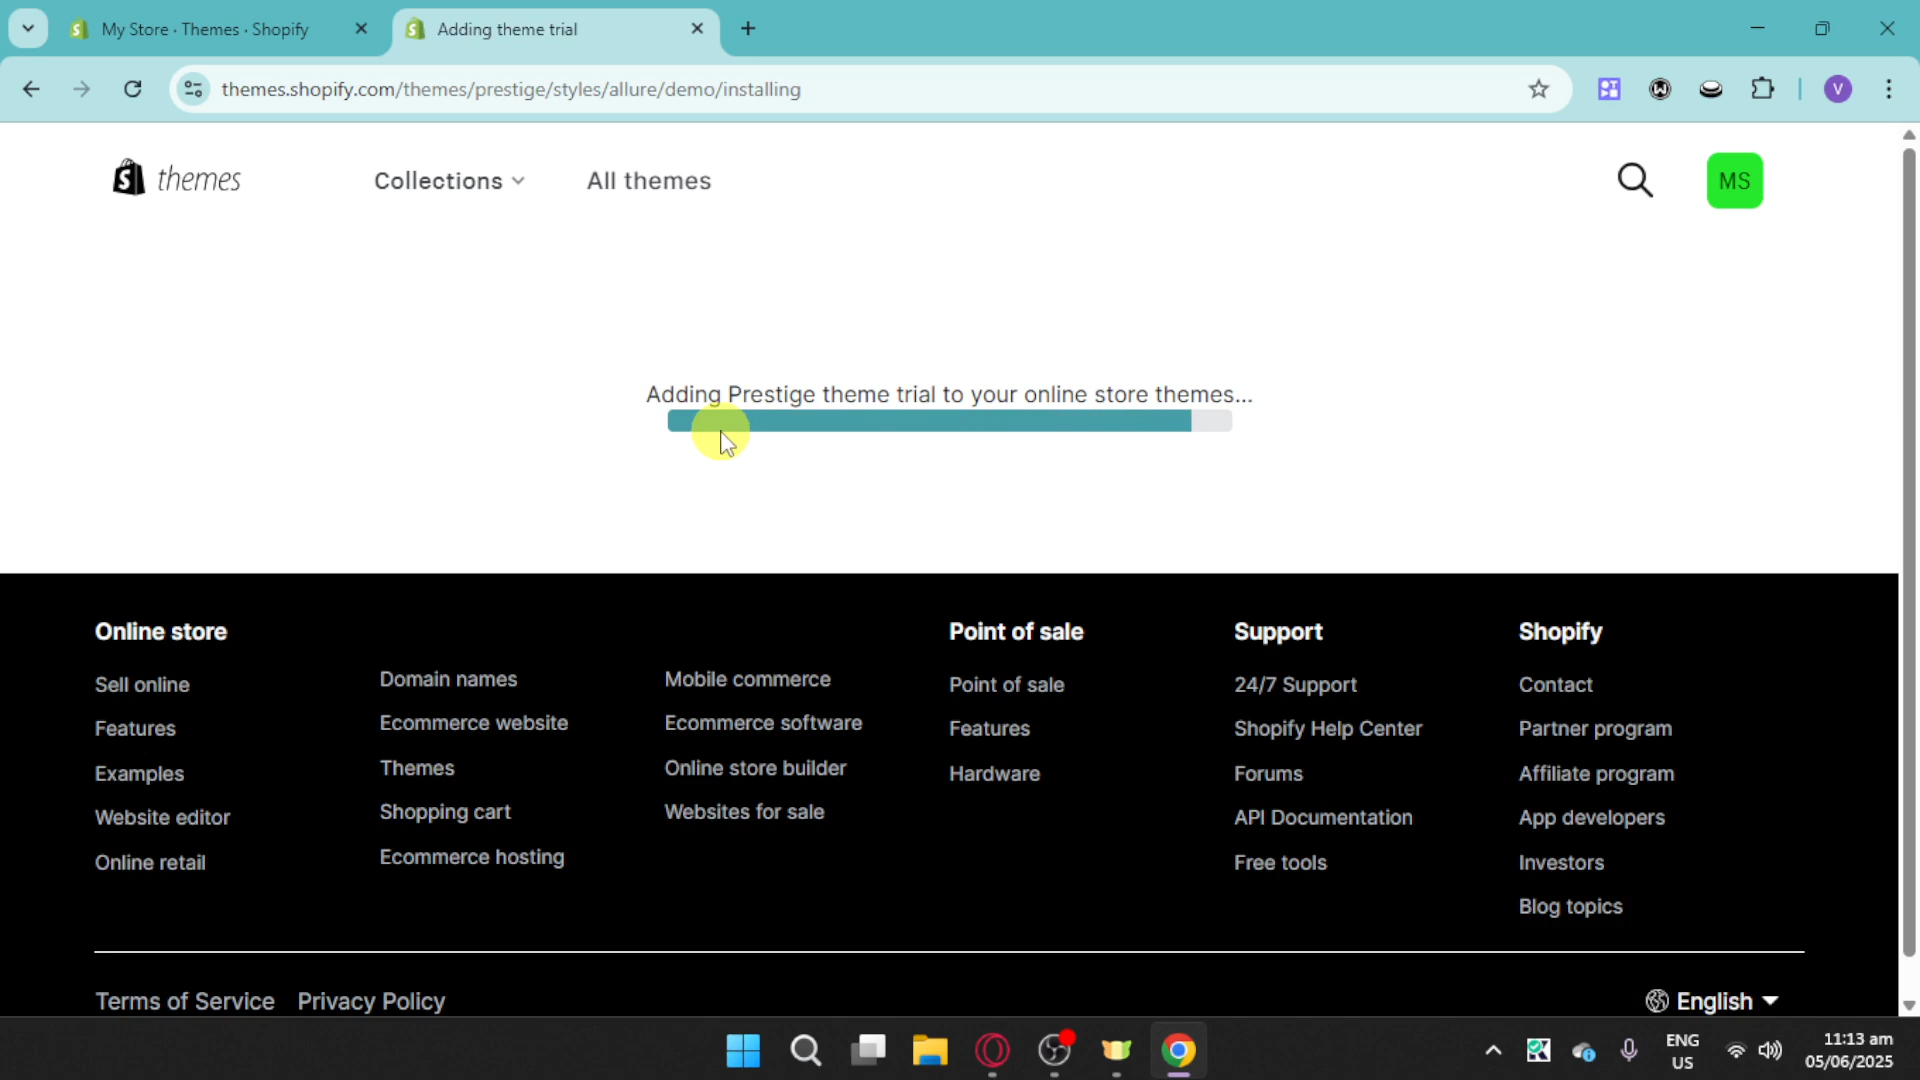 My Store · Themes · Shopify
Adding theme trial
themes.shopify.com/themes/prestige/styles/allure/demo/installing
V
themes
Collections
All themes
MS
Adding Prestige theme trial to your online store themes...
Online store
Sell online
Features
Examples
Website editor
Online retail
Domain names
Ecommerce website
Themes
Shopping cart
Ecommerce hosting
Mobile commerce
Ecommerce software
Online store builder
Websites for sale
Point of sale
Point of sale
Features
Hardware
Support
24/7 Support
Shopify Help Center
Forums
API Documentation
Free tools
Shopify
Contact
Partner program
Affiliate program
App developers
Investors
Blog topics
Terms of Service
Privacy Policy
English
ENG
US
11:13 am
05/06/2025